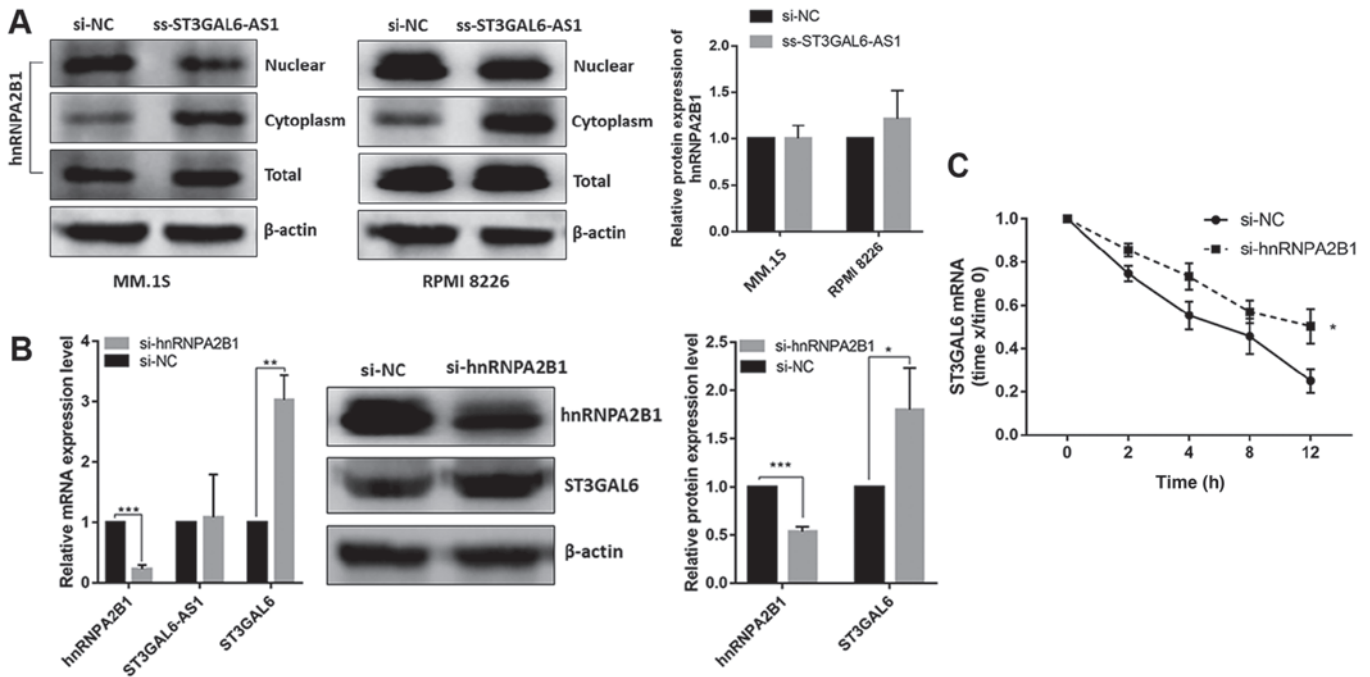 A
si-NC ss-ST3GAL6-AS1
hnRNPA2B1
Nuclear
Cytoplasm
Total
β-actin
MM.1S
si-NC ss-ST3GAL6-AS1
Nuclear
Cytoplasm
Total
β-actin
RPMI 8226
si-NC
ss-ST3GAL6-AS1
Relative protein expression of
hnRNPA2B1
2.0
1.5
1.0
0.5
0.0
MM.1S
RPMI 8226
B
si-hnRNPA2B1
si-NC
Relative mRNA expression level
4
3
2
1
0
***
**
hnRNPA2B1
ST3GAL6-AS1
ST3GAL6
si-NC si-hnRNPA2B1
hnRNPA2B1
ST3GAL6
β-actin
si-hnRNPA2B1
si-NC
Relative protein expression level
2.5
2.0
1.5
1.0
0.5
0.0
***
*
hnRNPA2B1
ST3GAL6
C
si-NC
si-hnRNPA2B1
ST3GAL6 mRNA
(time x/time 0)
1.0
0.8
0.6
0.4
0.2
0.0
*
0 2 4 8 12
Time (h)